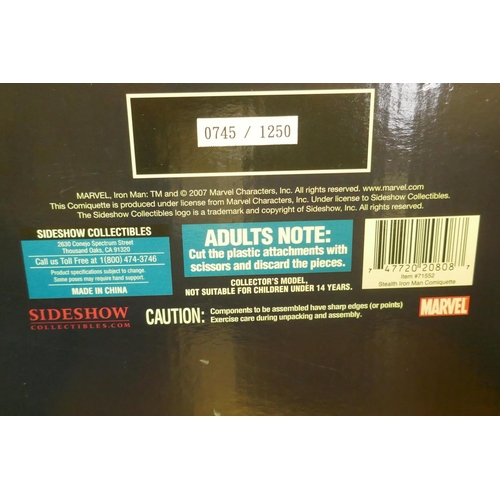 0745 / 1250
MARVEL, Iron Man: TM and © 2007 Marvel Characters, Inc. All rights reserved. www.marvel.com
This Comiquette is produced under license from Marvel Characters, Inc. Under license to Sideshow Collectibles.
The Sideshow Collectibles logo is a trademark and copyright of Sideshow, Inc. All rights reserved.
SIDESHOW COLLECTIBLES
2630 Conejo Spectrum Street
Thousand Oaks, CA 91320
Call us Toll Free at 1(800) 474-3746
Product specifications subject to change.
Some poses may require hand support.
MADE IN CHINA
ADULTS NOTE:
Cut the plastic attachments with
scissors and discard the pieces.
COLLECTOR'S MODEL,
NOT SUITABLE FOR CHILDREN UNDER 14 YEARS.
7 47720 20808 7
Item #71552
Stealth Iron Man Comiquette
SIDESHOW
COLLECTIBLES.COM
CAUTION: Components to be assembled have sharp edges (or points)
Exercise care during unpacking and assembly.
MARVEL